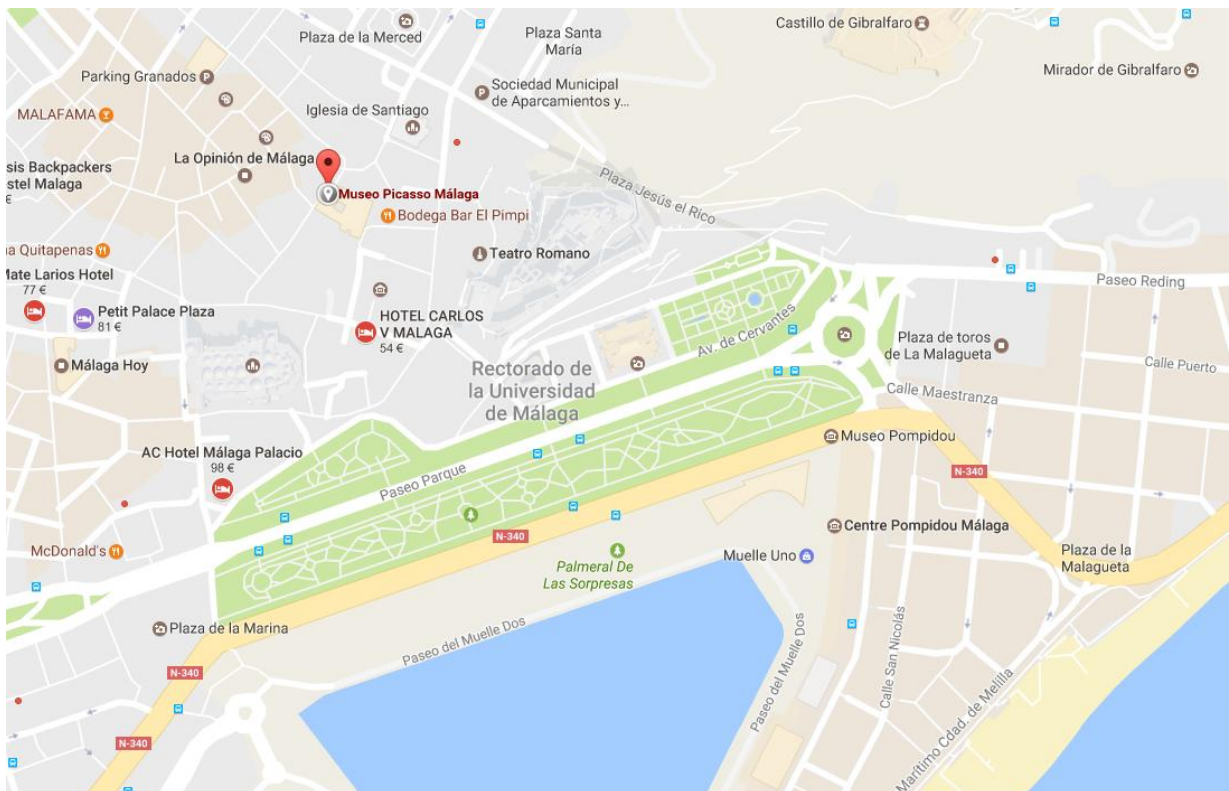 Plaza de la Merced
Plaza Santa
María
Castillo de Gibralfaro
Mirador de Gibralfaro
Parking Granados
P
P
Sociedad Municipal
de Aparcamientos y...
MALAFAMA
Iglesia de Santiago
La Opinión de Málaga
sis Backpackers
stel Malaga
€
Museo Picasso Málaga
Bodega Bar El Pimpi
Plaza Jesús el Rico
na Quitapenas
Teatro Romano
Mate Larios Hotel
77 €
Petit Palace Plaza
81 €
HOTEL CARLOS
V MALAGA
54 €
Paseo Reding
Av. de Cervantes
Plaza de toros
de La Malagueta
Málaga Hoy
Rectorado de
la Universidad
de Málaga
Calle Puerto
Calle Maestranza
AC Hotel Málaga Palacio
98 €
Museo Pompidou
Paseo Parque
N-340
Centre Pompidou Málaga
N-340
McDonald's
Palmeral De
Las Sorpresas
Muelle Uno
Plaza de la
Malagueta
Plaza de la Marina
Paseo del Muelle Dos
Paseo del Muelle Dos
Calle San Nicolás
N-340
Marítimo Cdad. de Melilla
N-340